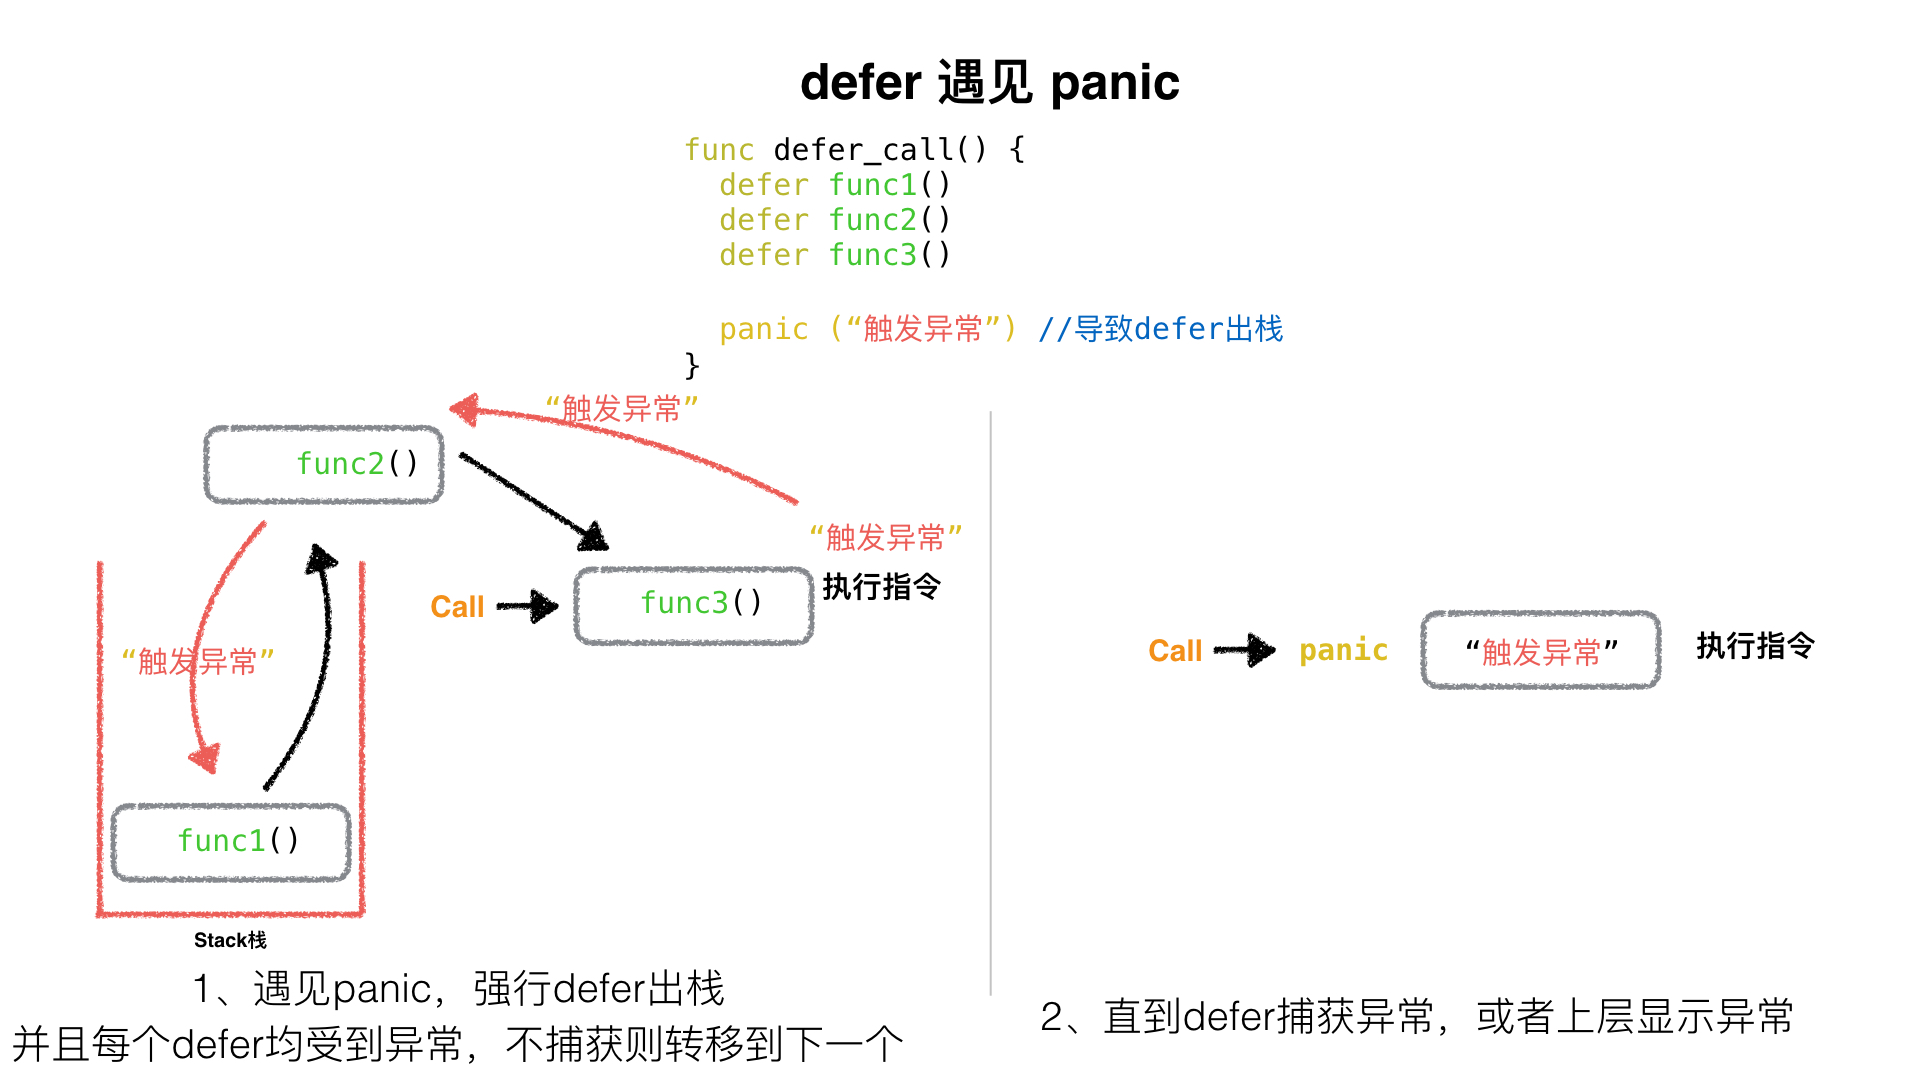 defer 遇见 panic
func defer_call() {
defer func1()
defer func2()
defer func3()
panic (“触发异常”) //导致defer出栈
}
“触发异常”
func2()
“触发异常”
执行指令
Call
func3()
“触发异常”
func1()
Stack栈
1、遇见panic，强行defer出栈
并且每个defer均受到异常，不捕获则转移到下一个
Call panic “触发异常” 执行指令
2、直到defer捕获异常，或者上层显示异常